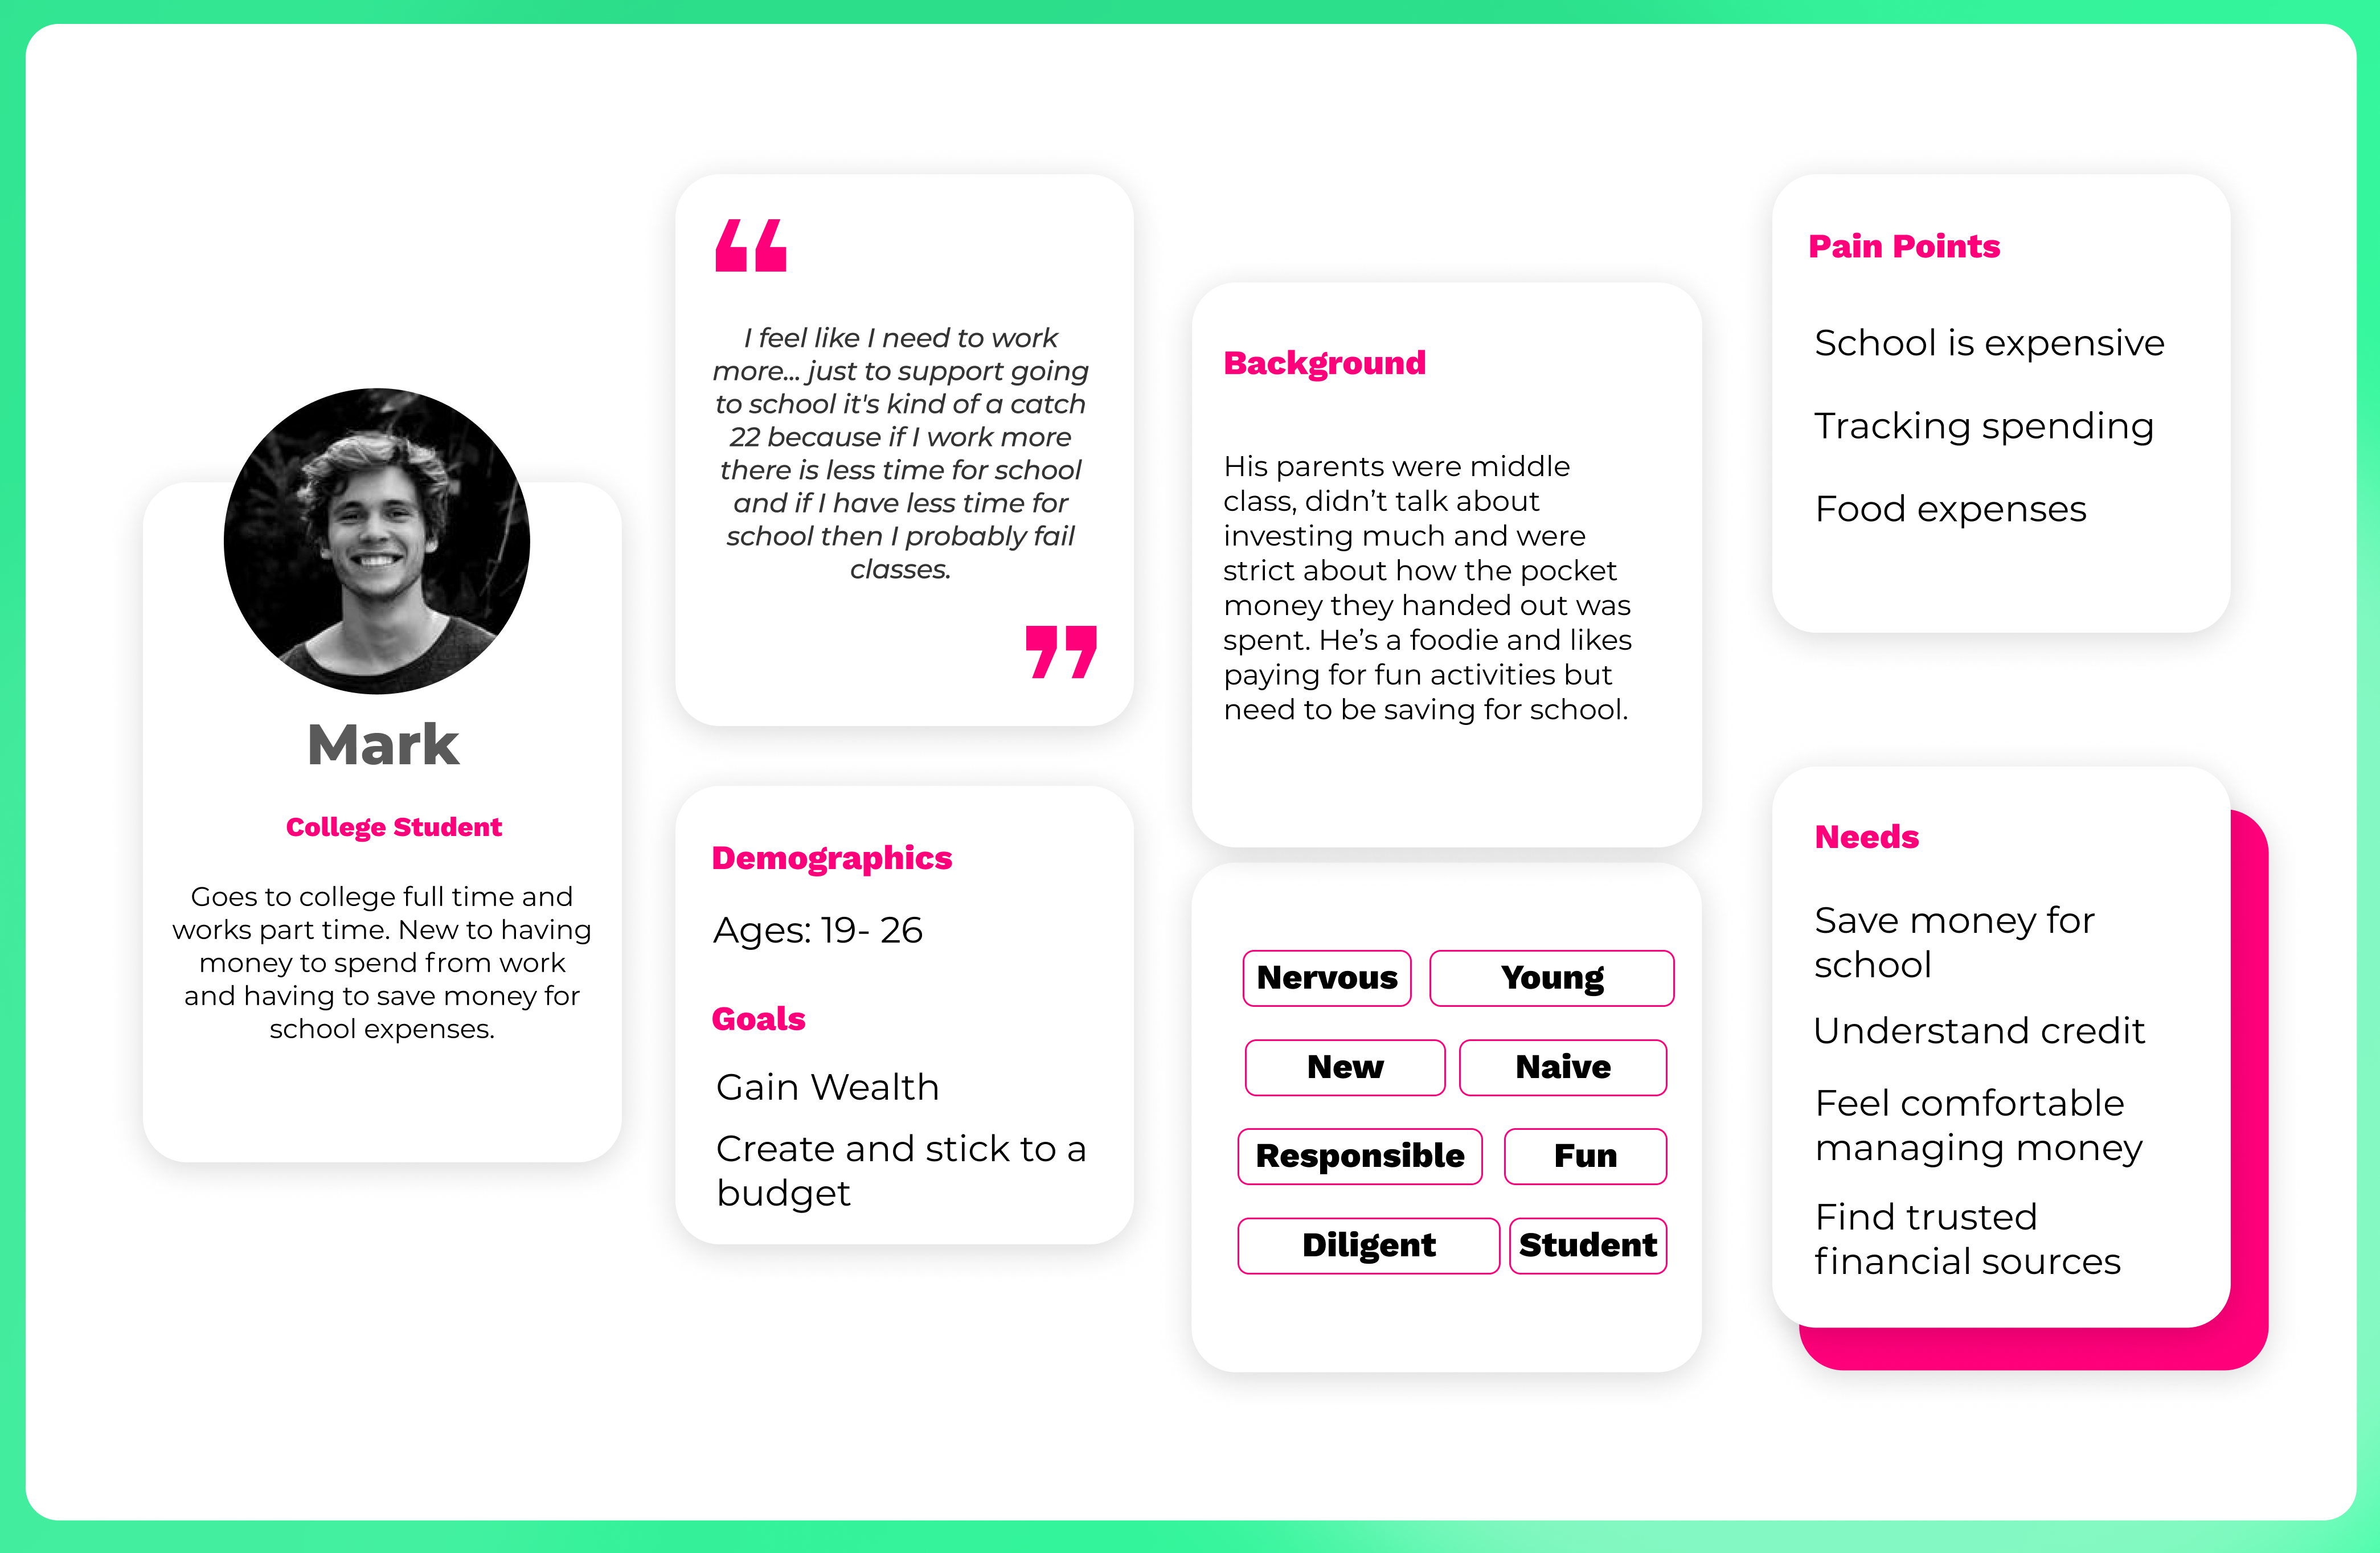 Mark
College Student
Goes to college full time and
works part time. New to having
money to spend from work
and having to save money for
school expenses.
“
I feel like I need to work
more... just to support going
to school it's kind of a catch
22 because if I work more
there is less time for school
and if I have less time for
school then I probably fail
classes.
”
Demographics
Ages: 19- 26
Goals
Gain Wealth
Create and stick to a
budget
Background
His parents were middle
class, didn’t talk about
investing much and were
strict about how the pocket
money they handed out was
spent. He’s a foodie and likes
paying for fun activities but
need to be saving for school.
Nervous Young
New Naive
Responsible Fun
Diligent Student
Pain Points
School is expensive
Tracking spending
Food expenses
Needs
Save money for
school
Understand credit
Feel comfortable
managing money
Find trusted
financial sources